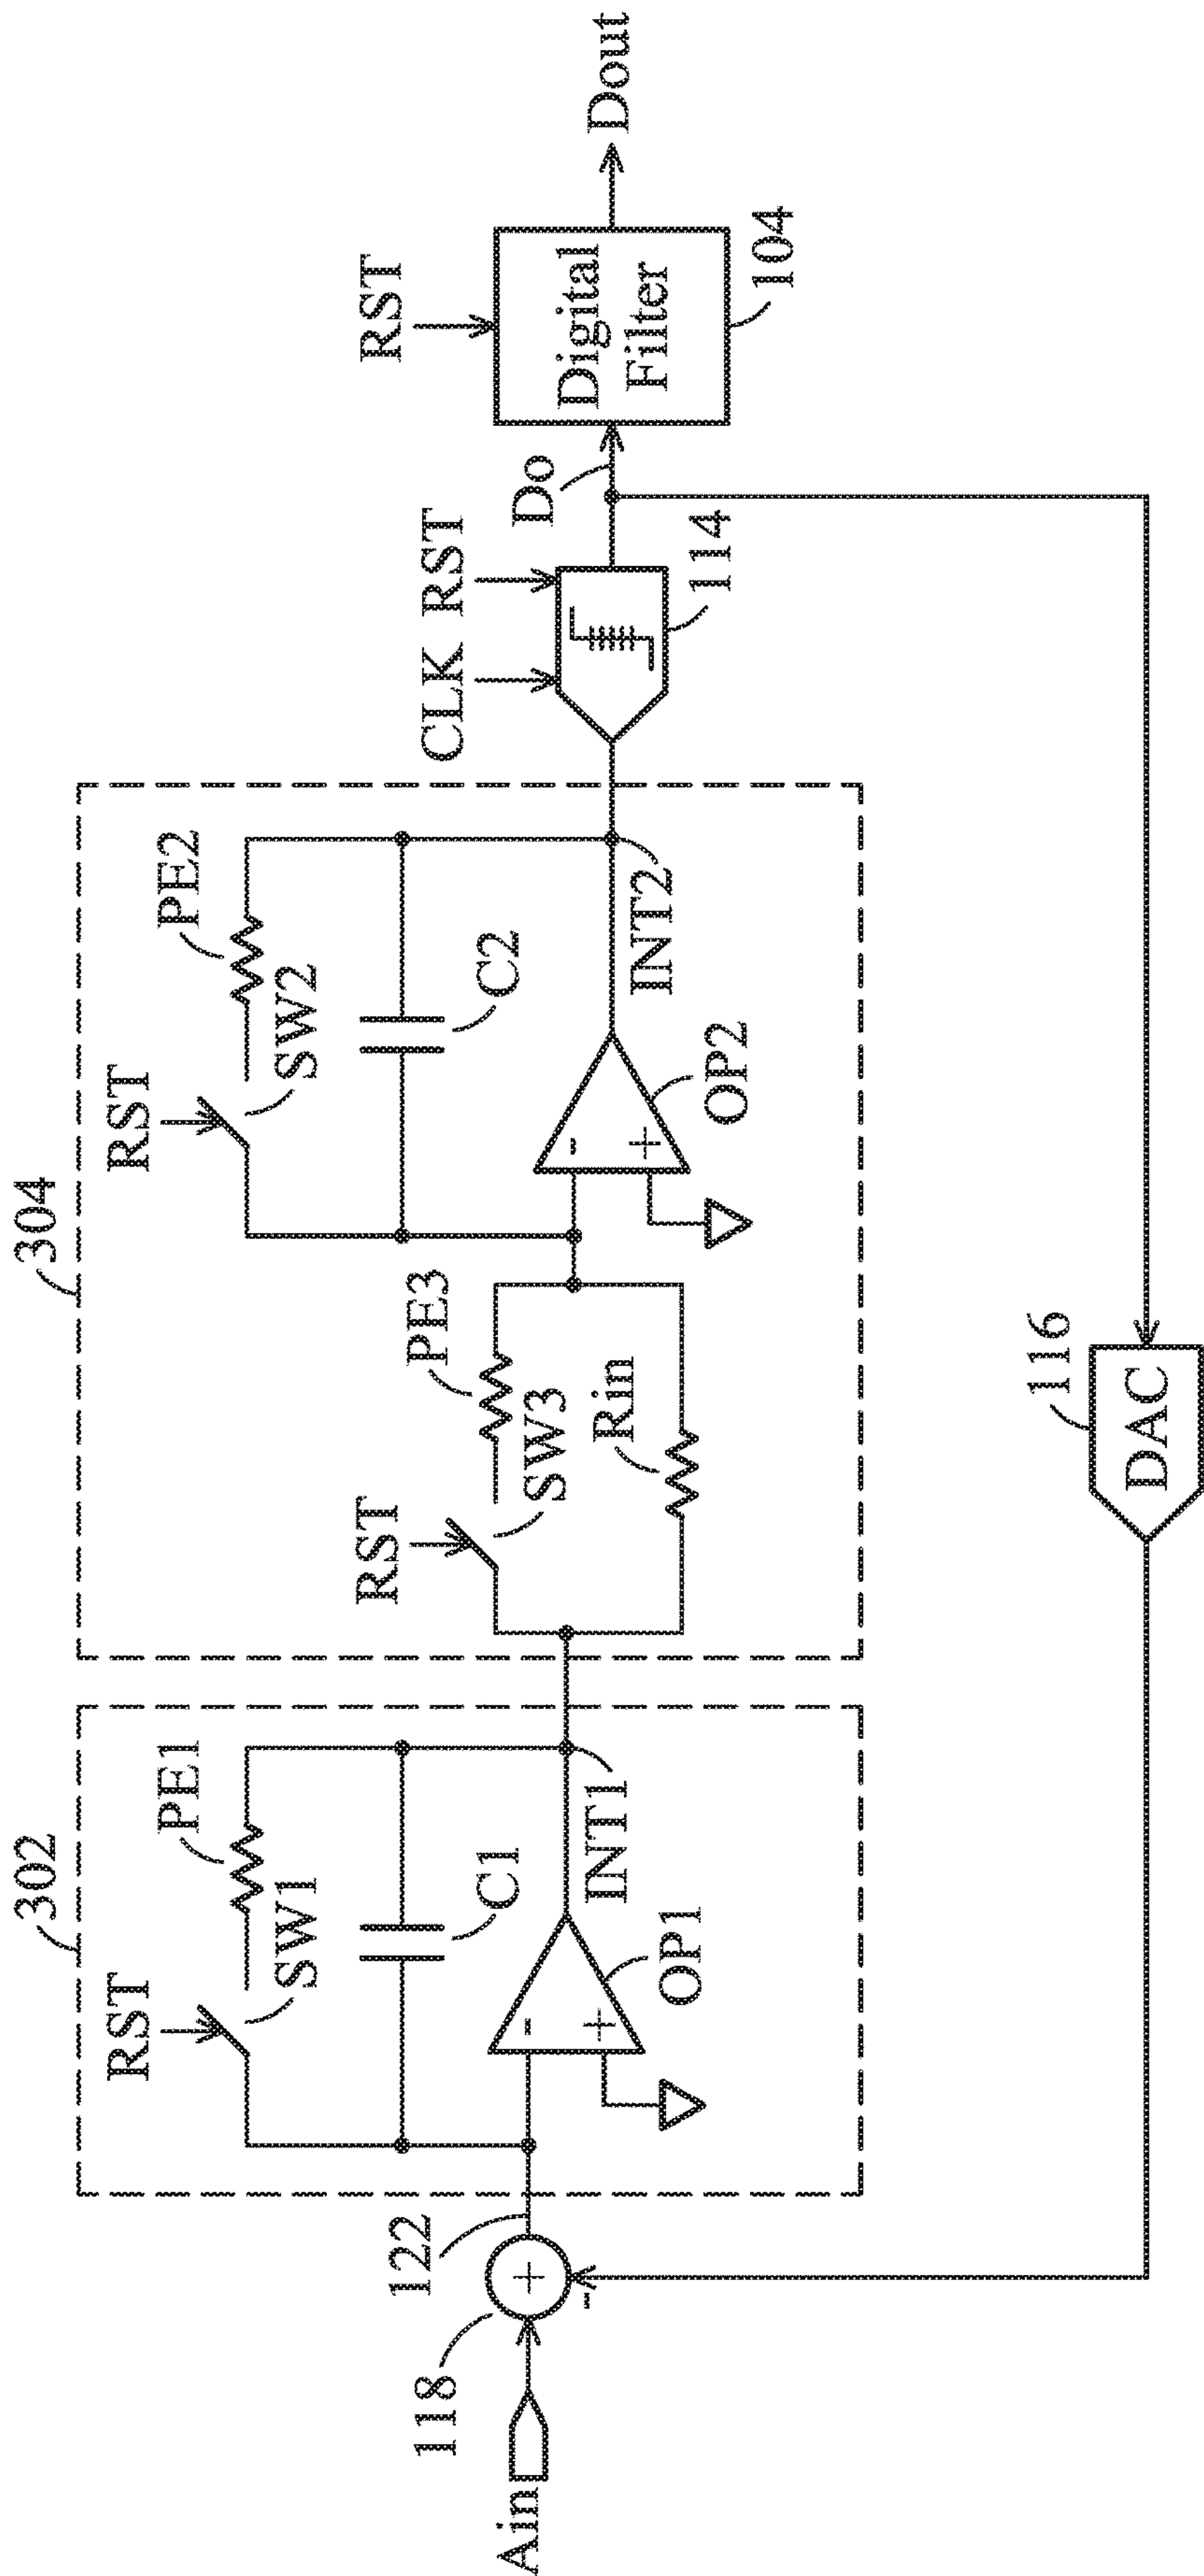 302
304
RST
PE1
SW1
C1
INT1
OP1
-
+
RST
PE2
SW2
C2
INT2
OP2
-
+
RST
PE3
SW3
Rin
CLK
RST
114
Do
RST
Digital
Filter
104
Dout
Ain
118
+
-
122
116
DAC